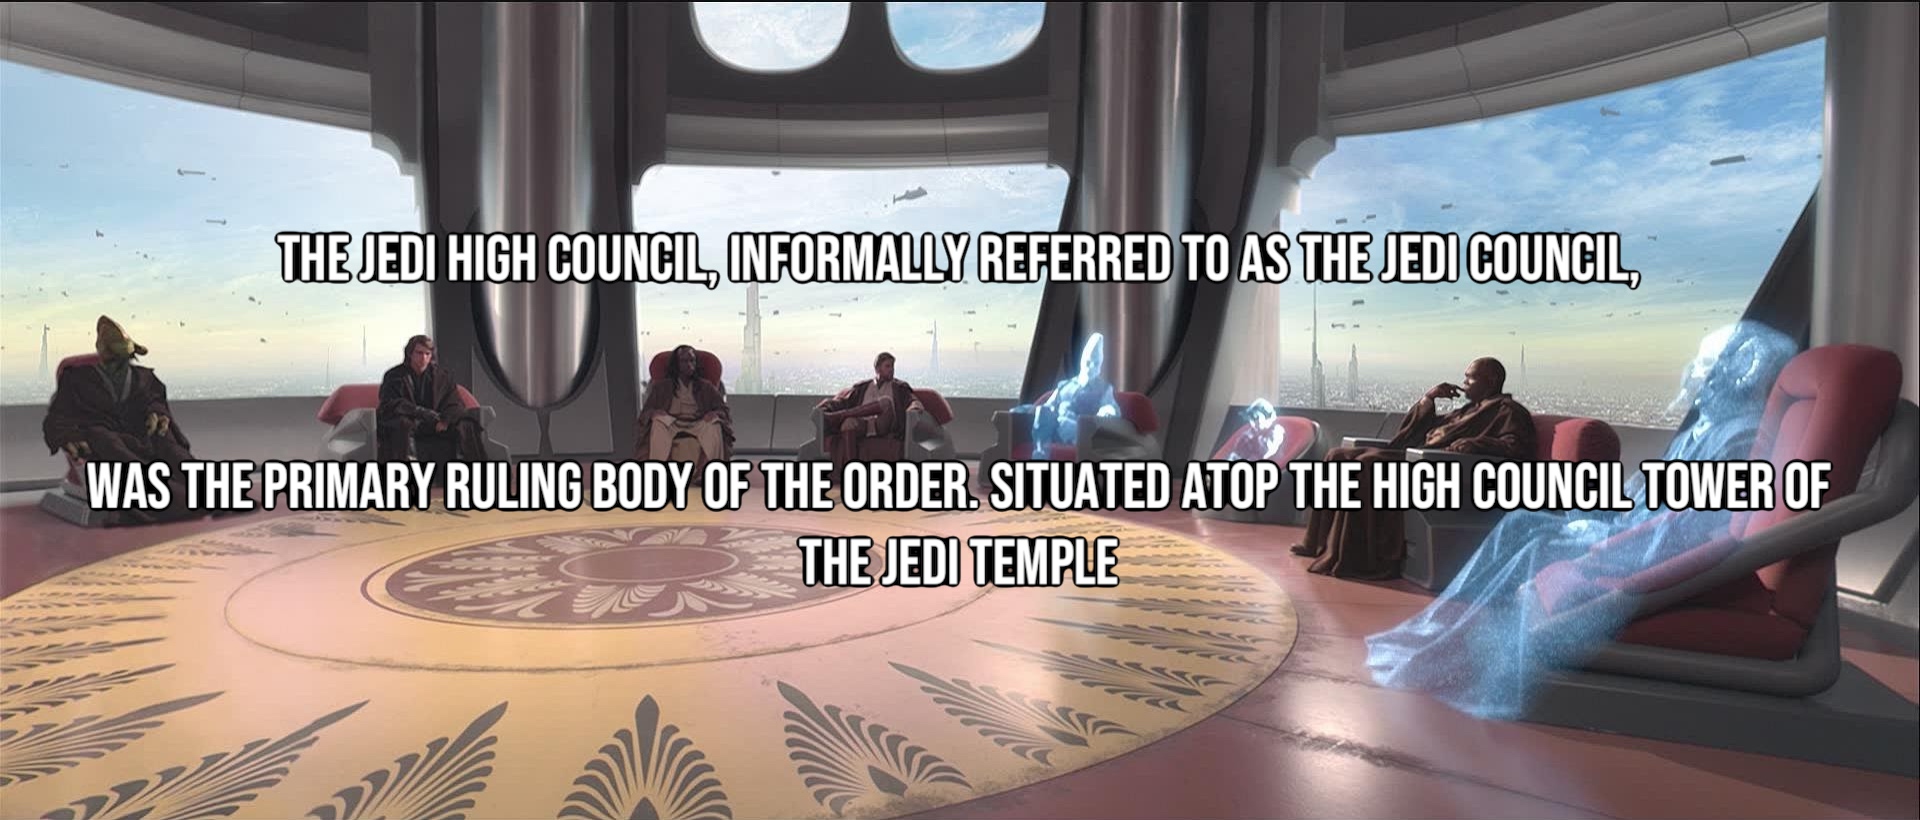 THE JEDI HIGH COUNCIL, INFORMALLY REFERRED TO AS THE JEDI COUNCIL,
WAS THE PRIMARY RULING BODY OF THE ORDER. SITUATED ATOP THE HIGH COUNCIL TOWER OF
THE JEDI TEMPLE